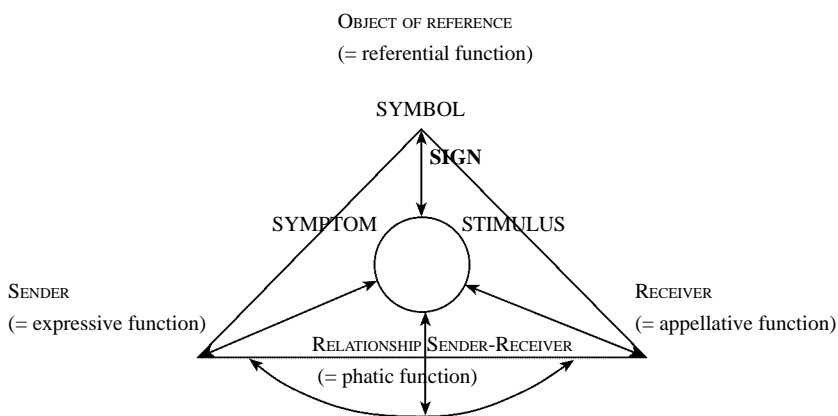 OBJECT OF REFERENCE
(= referential function)
SYMBOL
SIGN
SYMPTOM
STIMULUS
SENDER
(= expressive function)
RECEIVER
(= appellative function)
RELATIONSHIP SENDER-RECEIVER
(= phatic function)